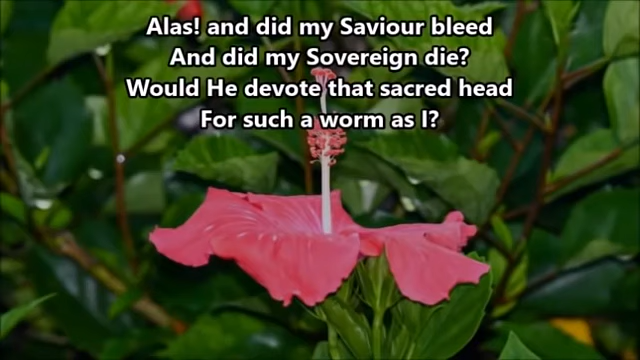 Alas! and did my Saviour bleed
And did my Sovereign die?
Would He devote that sacred head
For such a worm as I?